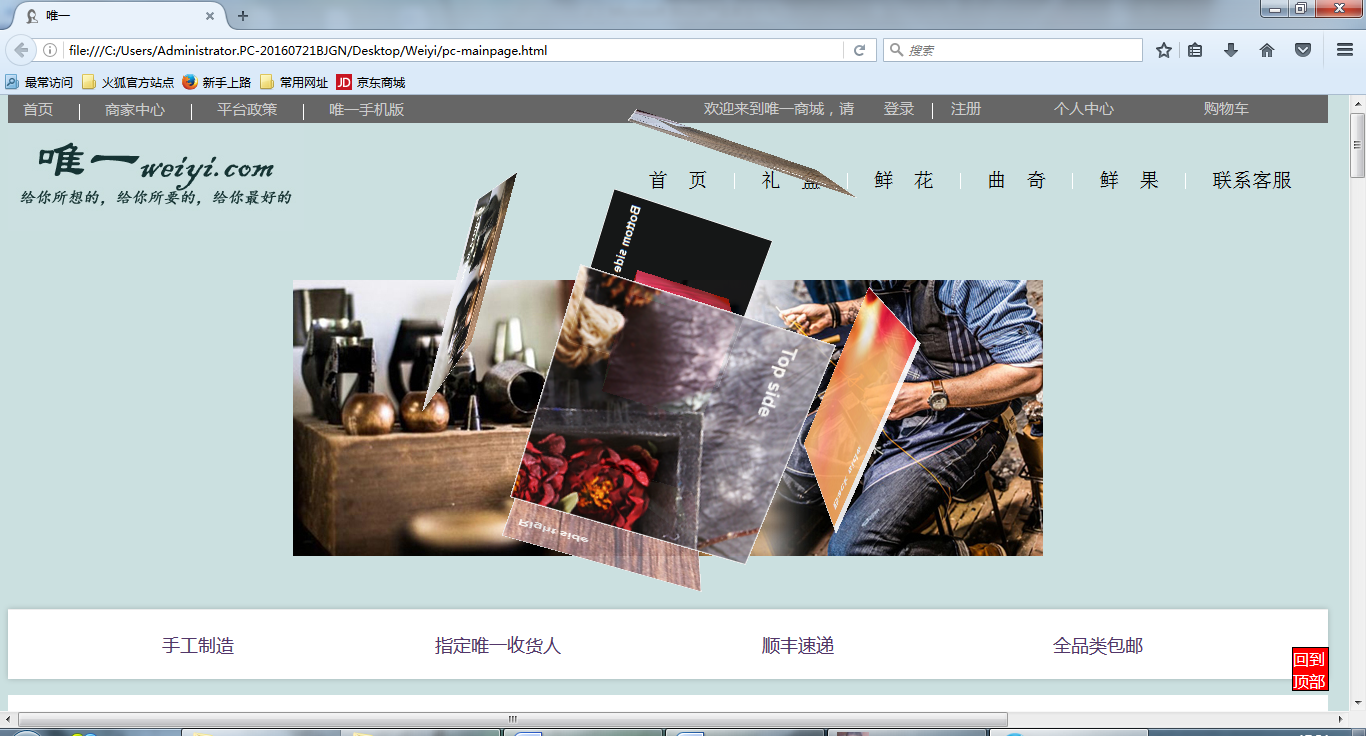 唯一
file:///C:/Users/Administrator.PC-20160721BJGN/Desktop/Weiyi/pc-mainpage.html
搜索
最常访问 火狐官方站点 新手上路 常用网址 JD 京东商城
首页 商家中心 平台政策 唯一手机版 欢迎来到唯一商城，请 登录 注册 个人中心 购物车
唯一weiyi.com
给你所想的，给你所要的，给你最好的
首 页 礼 盒 鲜 花 曲 奇 鲜 果 联系客服
Bottom side
Top side
Right side
手工制造 指定唯一收货人 顺丰速递 全品类包邮
回到
顶部